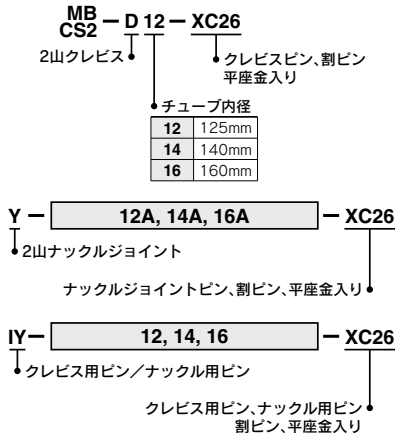 MB
CS2 − D 12 − XC26
2山クレビス
クレビスピン、割ピン
平座金入り
チューブ内径
12 125mm
14 140mm
16 160mm
Y − 12A, 14A, 16A − XC26
2山ナックルジョイント
ナックルジョイントピン、割ピン、平座金入り
IY− 12, 14, 16 − XC26
クレビス用ピン／ナックル用ピン
クレビス用ピン、ナックル用ピン
割ピン、平座金入り